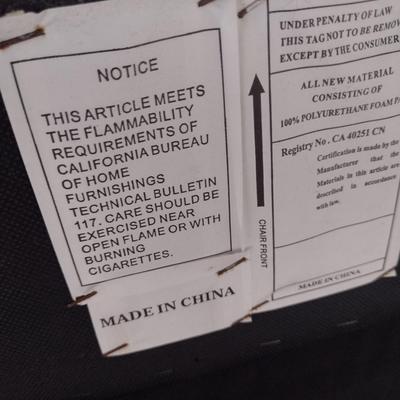 NOTICE
THIS ARTICLE MEETS
THE FLAMMABILITY
REQUIREMENTS OF
CALIFORNIA BUREAU
OF HOME
FURNISHINGS
TECHNICAL BULLETIN
117. CARE SHOULD BE
EXERCISED NEAR
OPEN FLAME OR WITH
BURNING
CIGARETTES.
MADE IN CHINA
CHAIR FRONT
UNDER PENALTY OF LAW
THIS TAG NOT TO BE REMOV
EXCEPT BY THE CONSUMER
ALL NEW MATERIAL
CONSISTING OF
100% POLYURETHANE FOAM PA
Registry No. CA 40251 CN
Certification is made by the
Manufacturer that the
Materials in this article are
described in accordance
with law.
MADE IN CHINA